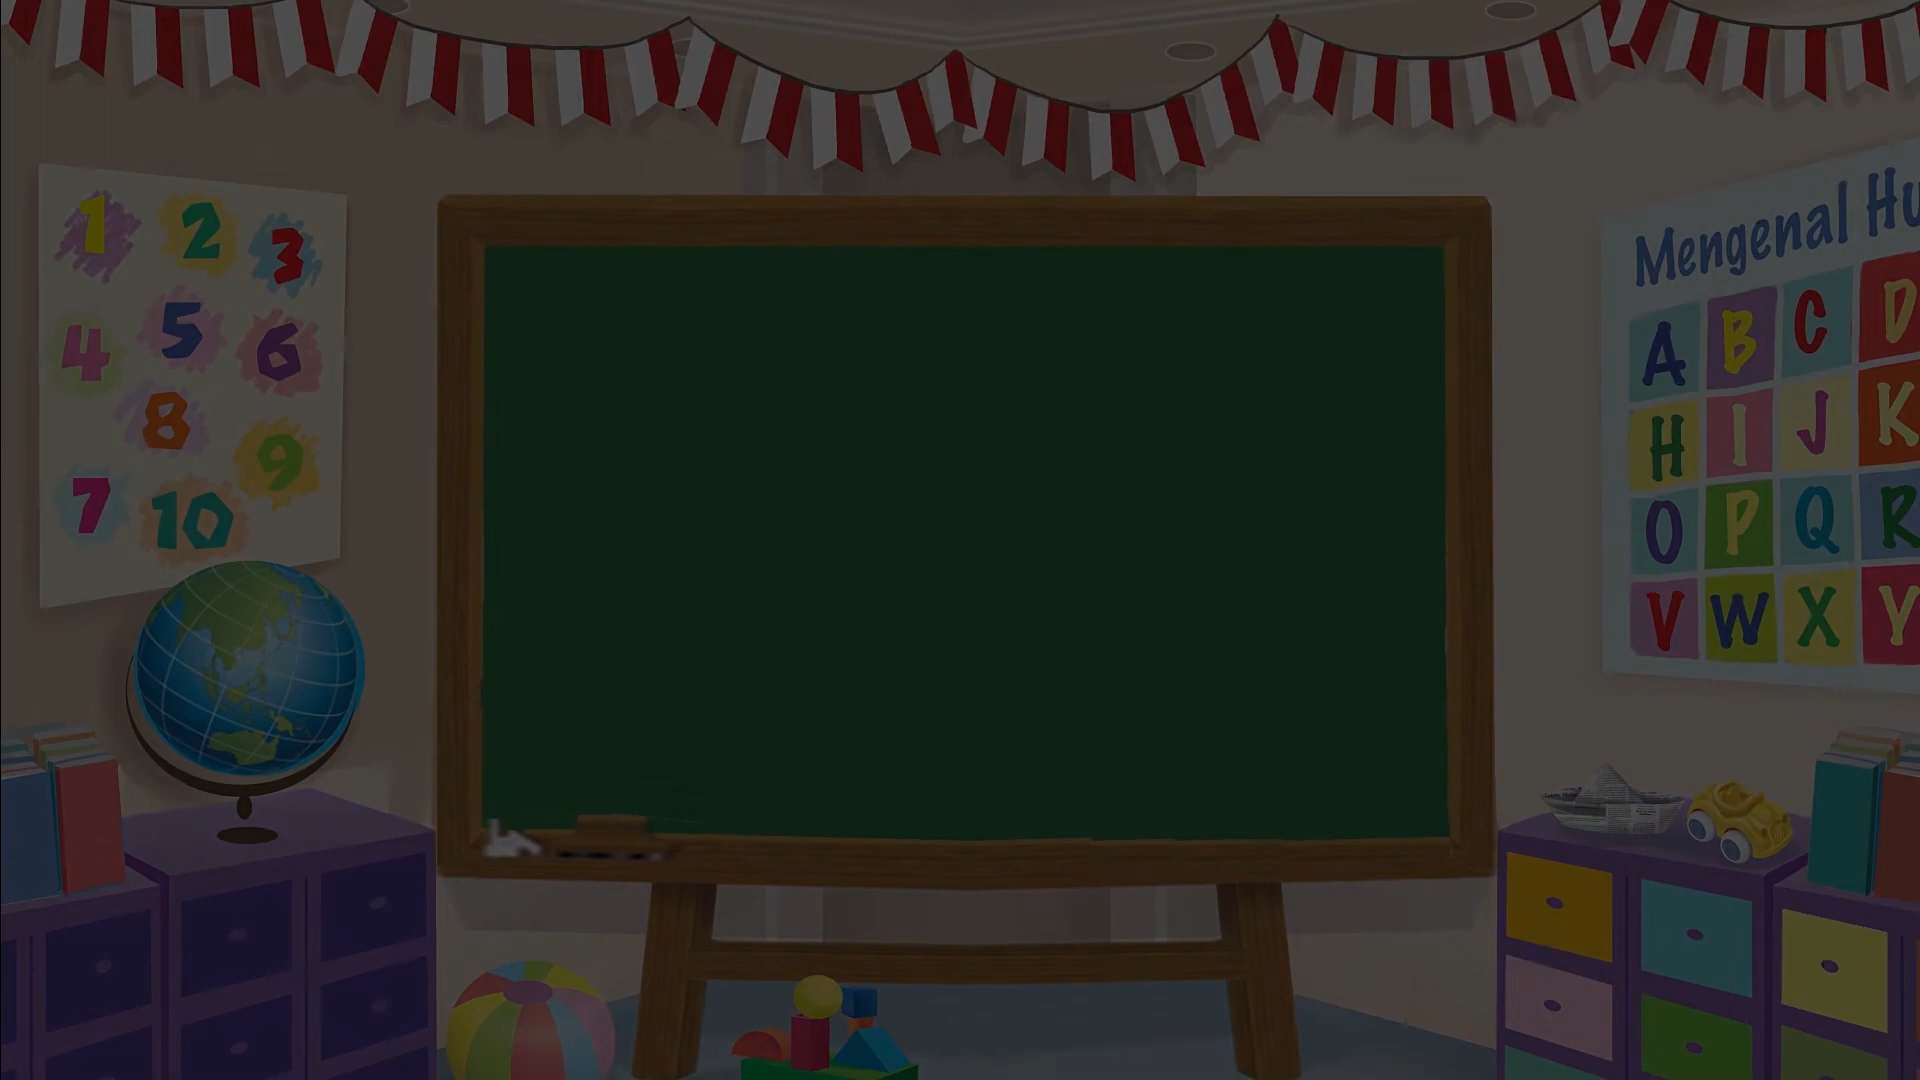 1 2 3
4 5 6
8 9
7 10
Mengenal Hu
A B C D
H I J K
O P Q R
V W X Y